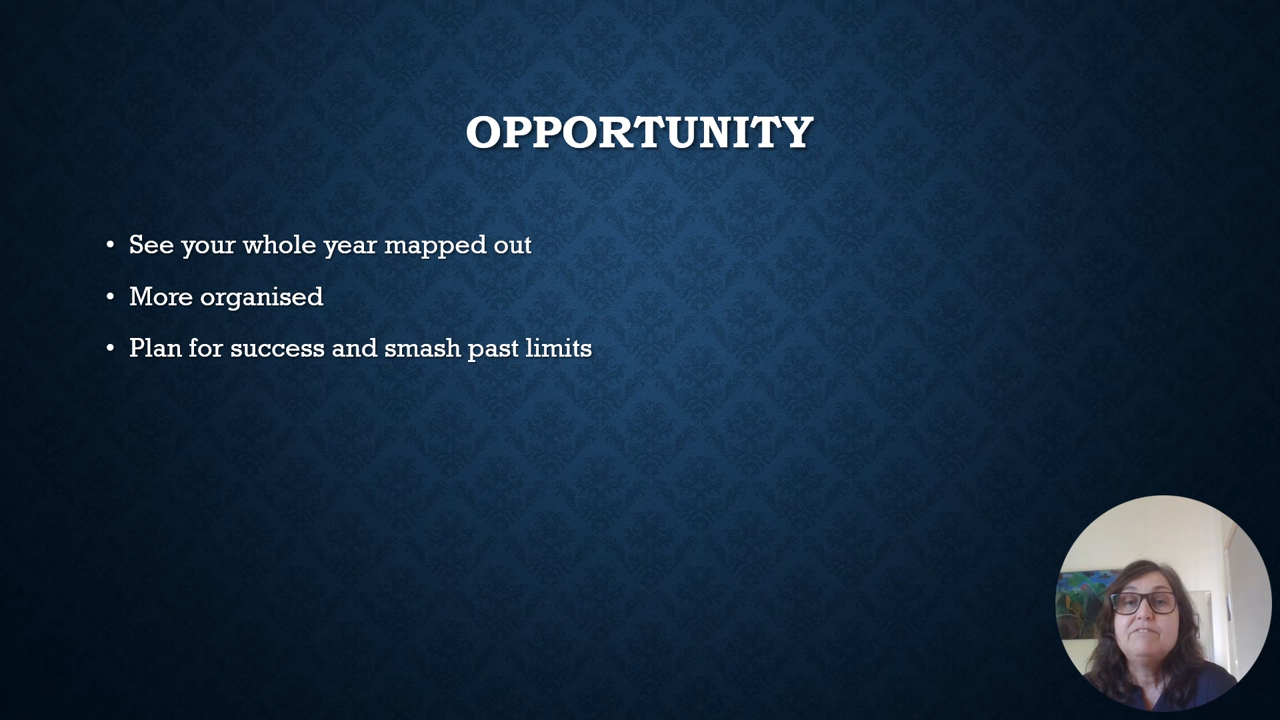 OPPORTUNITY
• See your whole year mapped out
• More organised
• Plan for success and smash past limits